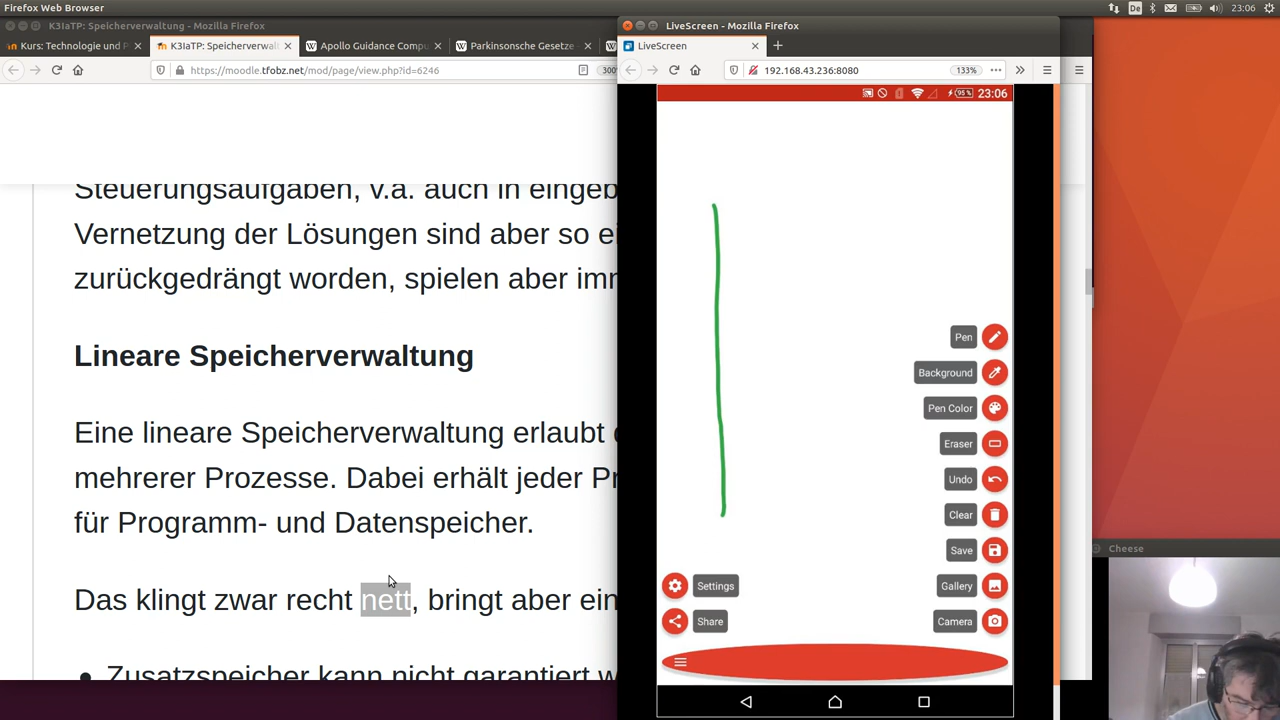 Firefox Web Browser
De
23:06
K3IaTP: Speicherverwaltung - Mozilla Firefox
Kurs: Technologie und P
K3IaTP: Speicherverwalt
Apollo Guidance Compu
Parkinsonsche Gesetze
https://moodle.tfobz.net/mod/page/view.php?id=6246
300
Steuerungsaufgaben, v.a. auch in eingeb
Vernetzung der Lösungen sind aber so ei
zurückgedrängt worden, spielen aber imm
Lineare Speicherverwaltung
Eine lineare Speicherverwaltung erlaubt d
mehrerer Prozesse. Dabei erhält jeder Pr
für Programm- und Datenspeicher.
Das klingt zwar recht nett, bringt aber ein
Zusatzspeicher kann nicht garantiert w
LiveScreen - Mozilla Firefox
LiveScreen
192.168.43.236:8080
133%
95 %
23:06
Pen
Background
Pen Color
Eraser
Undo
Clear
Save
Settings
Gallery
Share
Camera
Cheese